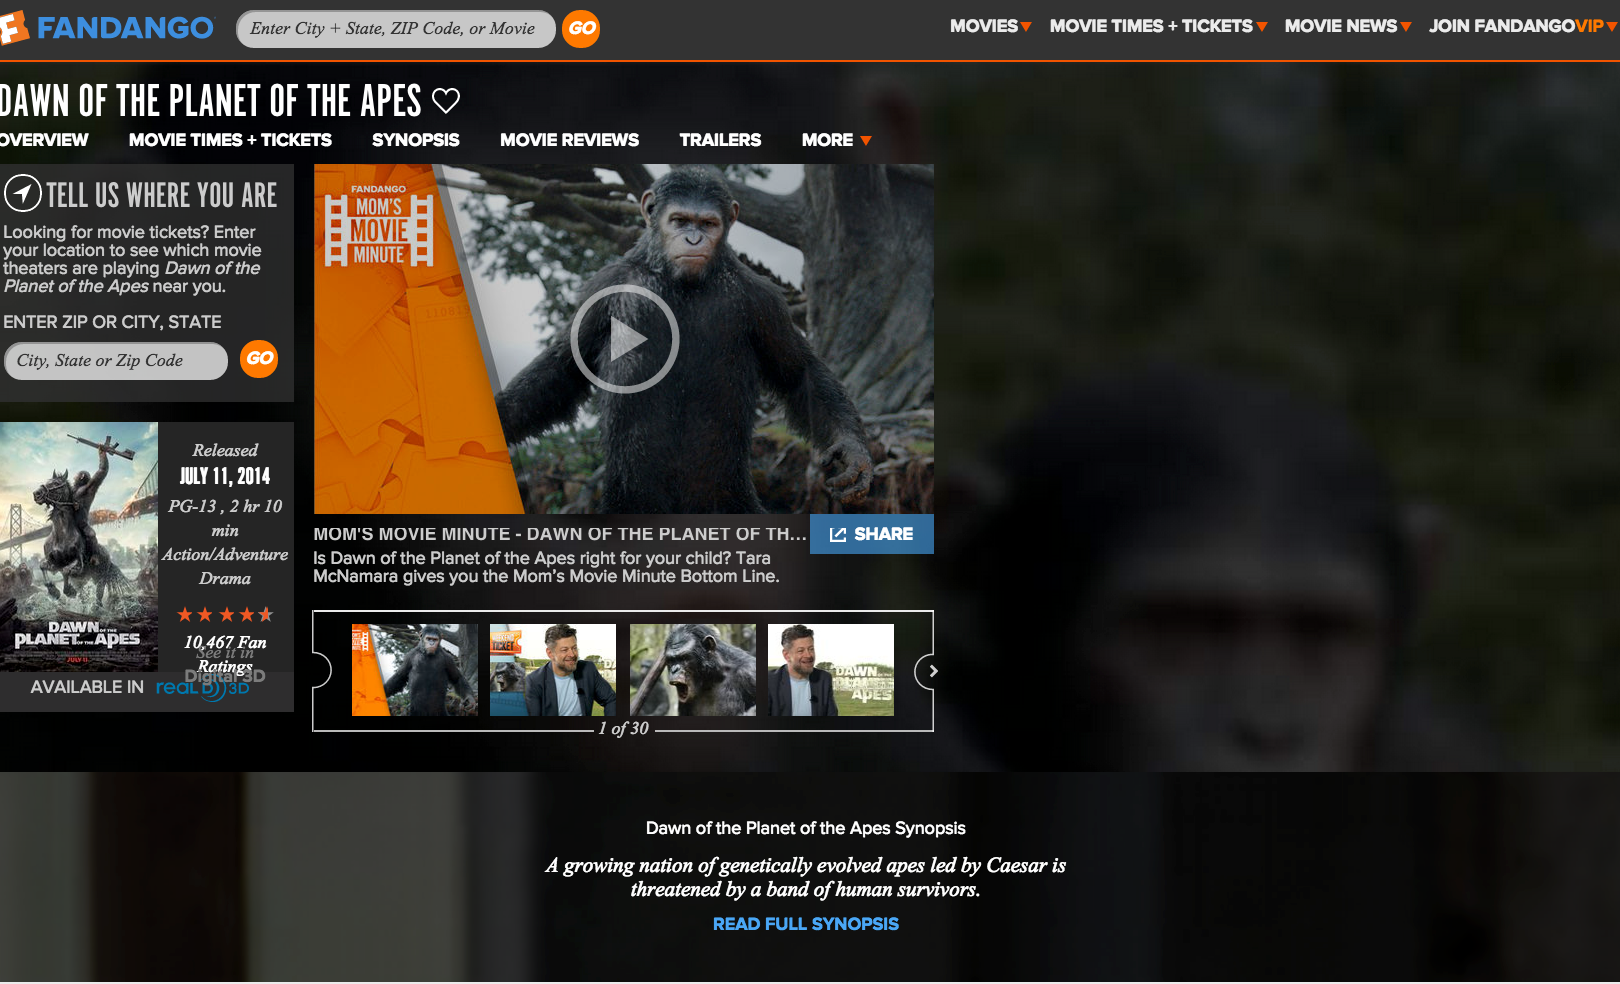 FANDANGO
Enter City + State, ZIP Code, or Movie
GO
MOVIES
MOVIE TIMES + TICKETS
MOVIE NEWS
JOIN FANDANGOVIP
DAWN OF THE PLANET OF THE APES
OVERVIEW
MOVIE TIMES + TICKETS
SYNOPSIS
MOVIE REVIEWS
TRAILERS
MORE
TELL US WHERE YOU ARE
Looking for movie tickets? Enter
your location to see which movie
theaters are playing Dawn of the
Planet of the Apes near you.
ENTER ZIP OR CITY, STATE
City, State or Zip Code
GO
DAWN OF THE
PLANET OF THE APES
JULY 11
Released
JULY 11, 2014
PG-13 , 2 hr 10
min
Action/Adventure
Drama
10,467 Fan
Ratings
See it in
Digital 3D
AVAILABLE IN
REAL D 3D
FANDANGO
MOM'S
MOVIE
MINUTE
MOM'S MOVIE MINUTE - DAWN OF THE PLANET OF TH...
SHARE
Is Dawn of the Planet of the Apes right for your child? Tara
McNamara gives you the Mom's Movie Minute Bottom Line.
1 of 30
Dawn of the Planet of the Apes Synopsis
A growing nation of genetically evolved apes led by Caesar is
threatened by a band of human survivors.
READ FULL SYNOPSIS